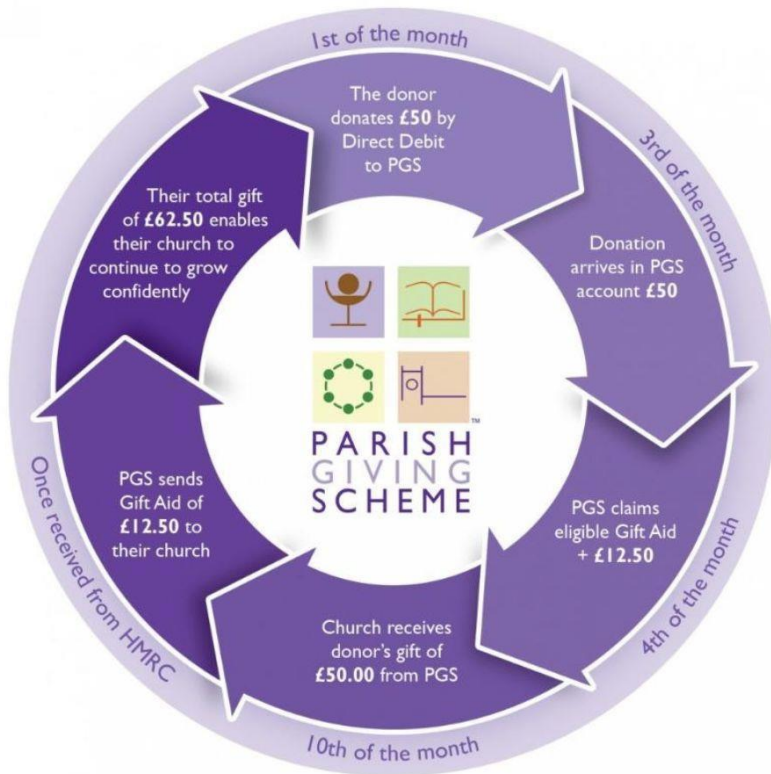 1st of the month
The donor
donates £50 by
Direct Debit
to PGS
3rd of the month
Donation
arrives in PGS
account £50
4th of the month
PGS claims
eligible Gift Aid
+ £12.50
10th of the month
Church receives
donor's gift of
£50.00 from PGS
Once received from HMRC
PGS sends
Gift Aid of
£12.50 to
their church
Their total gift
of £62.50 enables
their church to
continue to grow
confidently
PARISH
GIVING
SCHEME
™